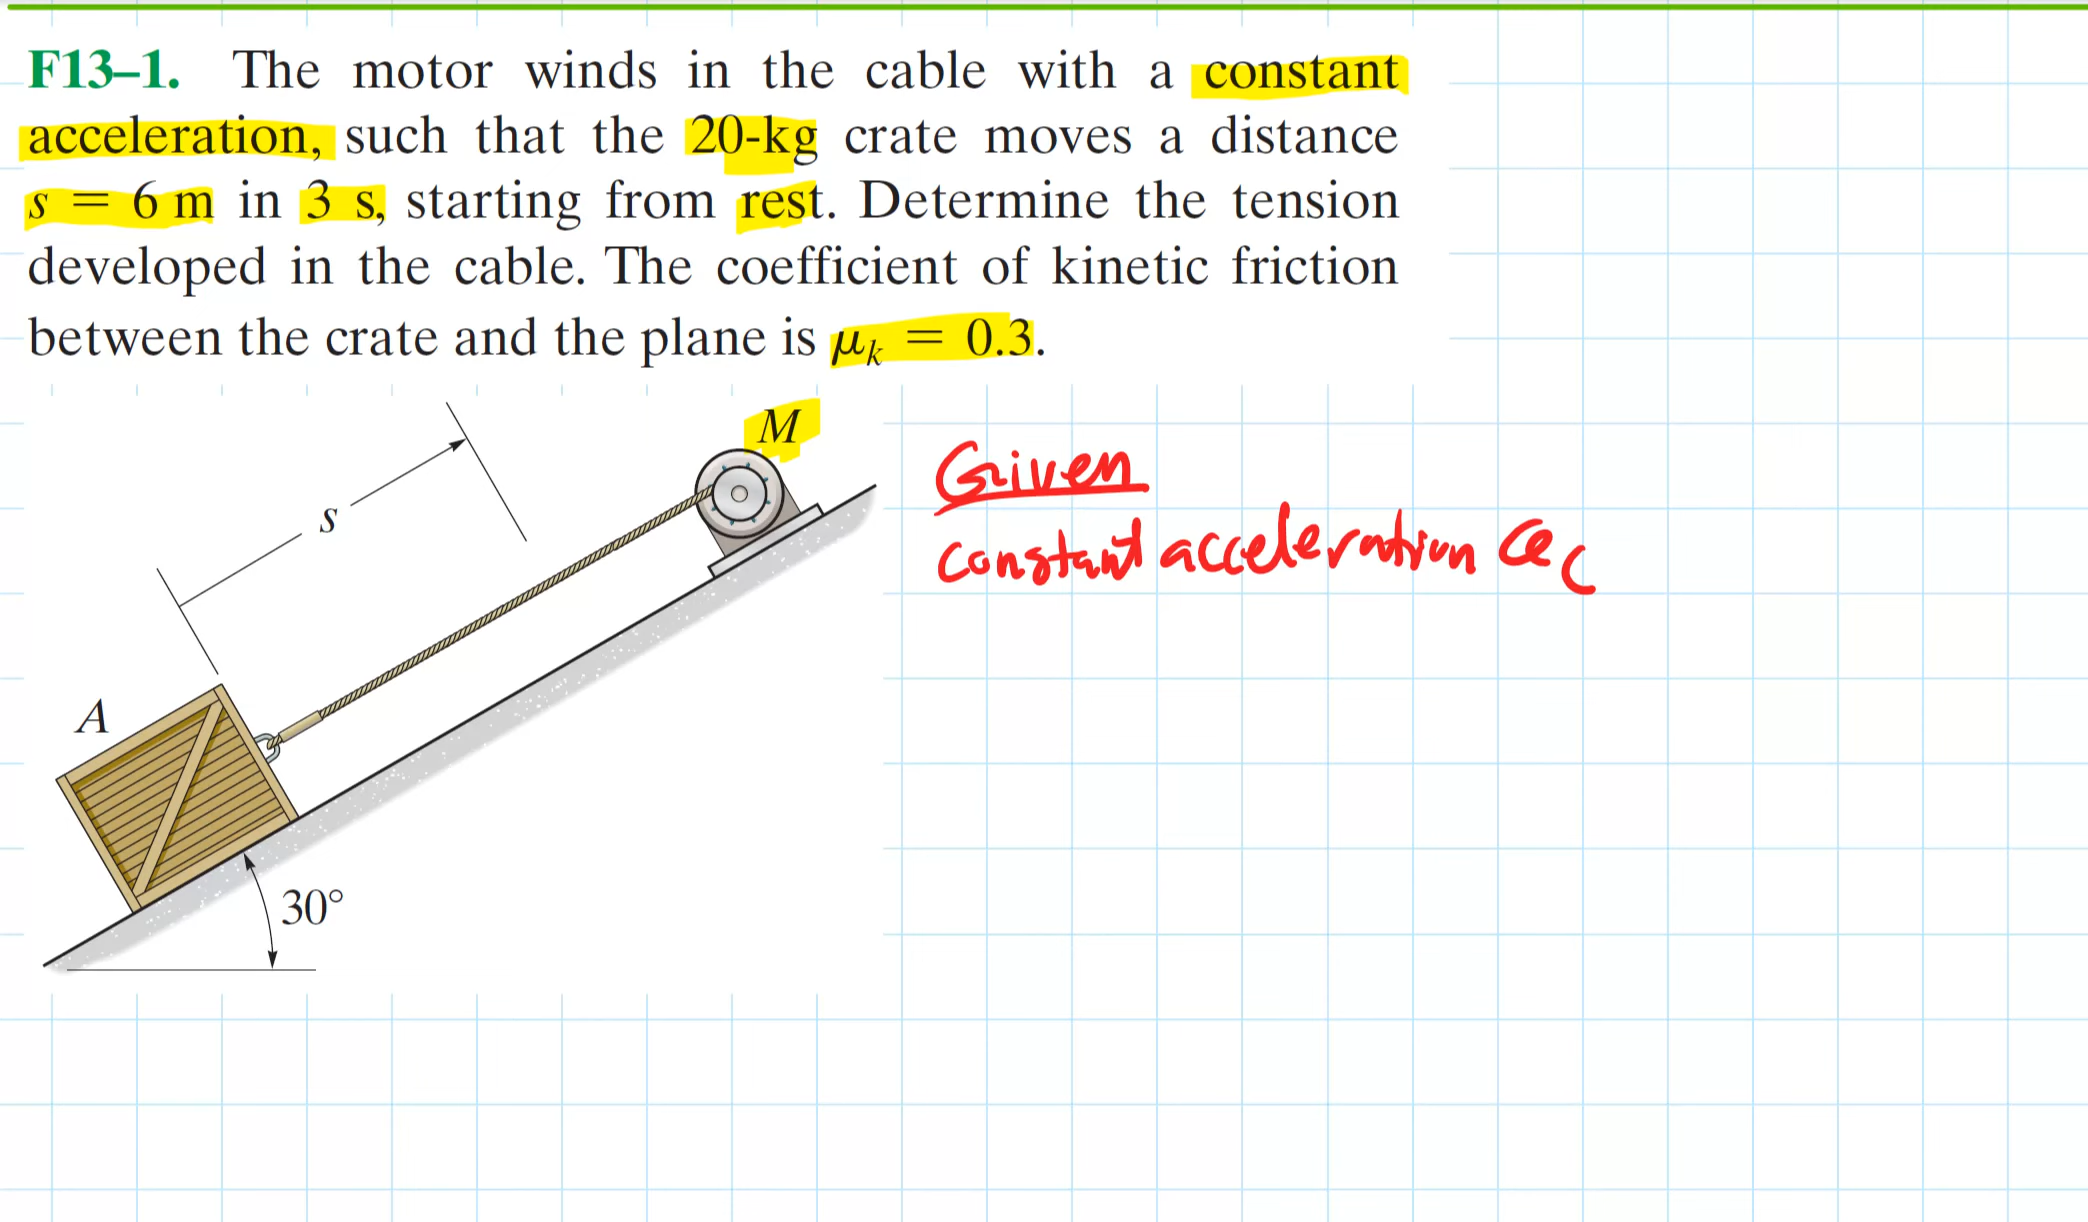 F13–1. The motor winds in the cable with a constant
acceleration, such that the 20-kg crate moves a distance
s = 6 m in 3 s, starting from rest. Determine the tension
developed in the cable. The coefficient of kinetic friction
between the crate and the plane is μk = 0.3.
M
s
A
30°
Given
constant acceleration ac